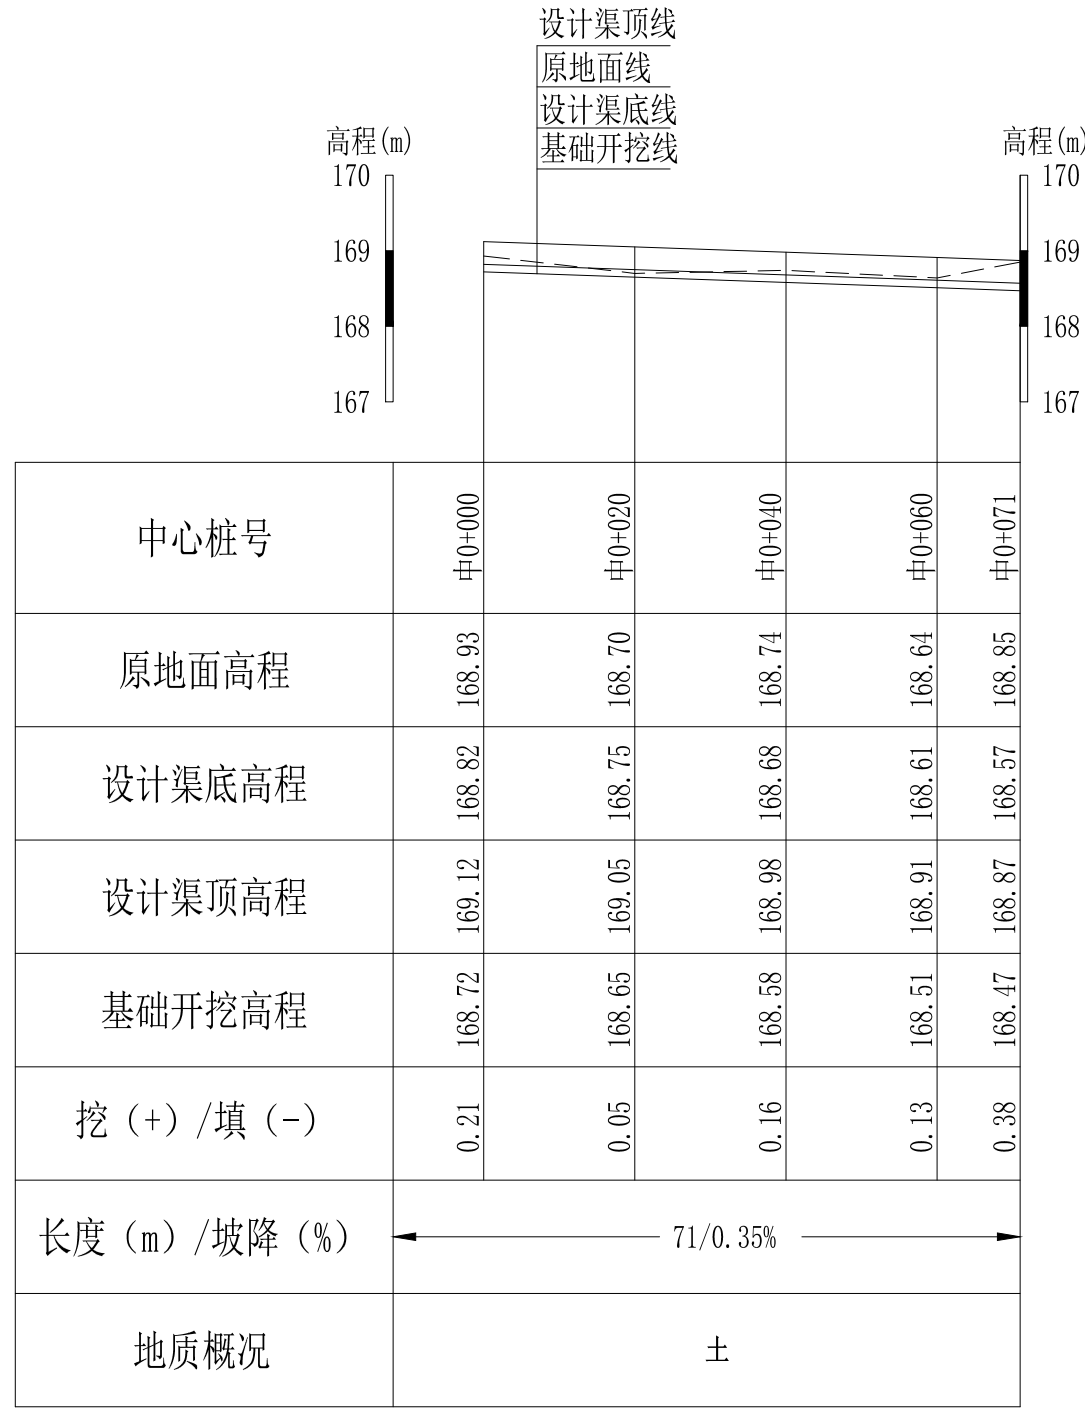 设计渠顶线
原地面线
设计渠底线
基础开挖线
高程(m)
170
169
168
167
高程(m)
170
169
168
167
中心桩号 中0+000 中0+020 中0+040 中0+060 中0+071
原地面高程 168.93 168.70 168.74 168.64 168.85
设计渠底高程 168.82 168.75 168.68 168.61 168.57
设计渠顶高程 169.12 169.05 168.98 168.91 168.87
基础开挖高程 168.72 168.65 168.58 168.51 168.47
挖（+）/填（-） 0.21 0.05 0.16 0.13 0.38
长度（m）/坡降（%） 71/0.35%
地质概况 土